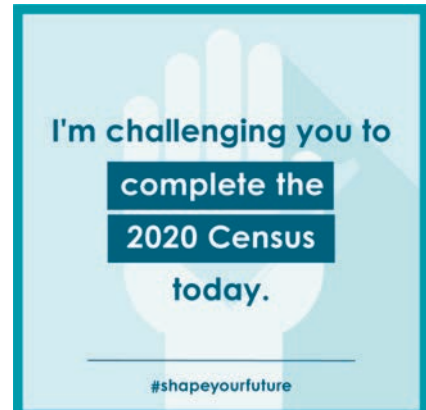 I'm challenging you to
complete the
2020 Census
today.
#shapeyourfuture